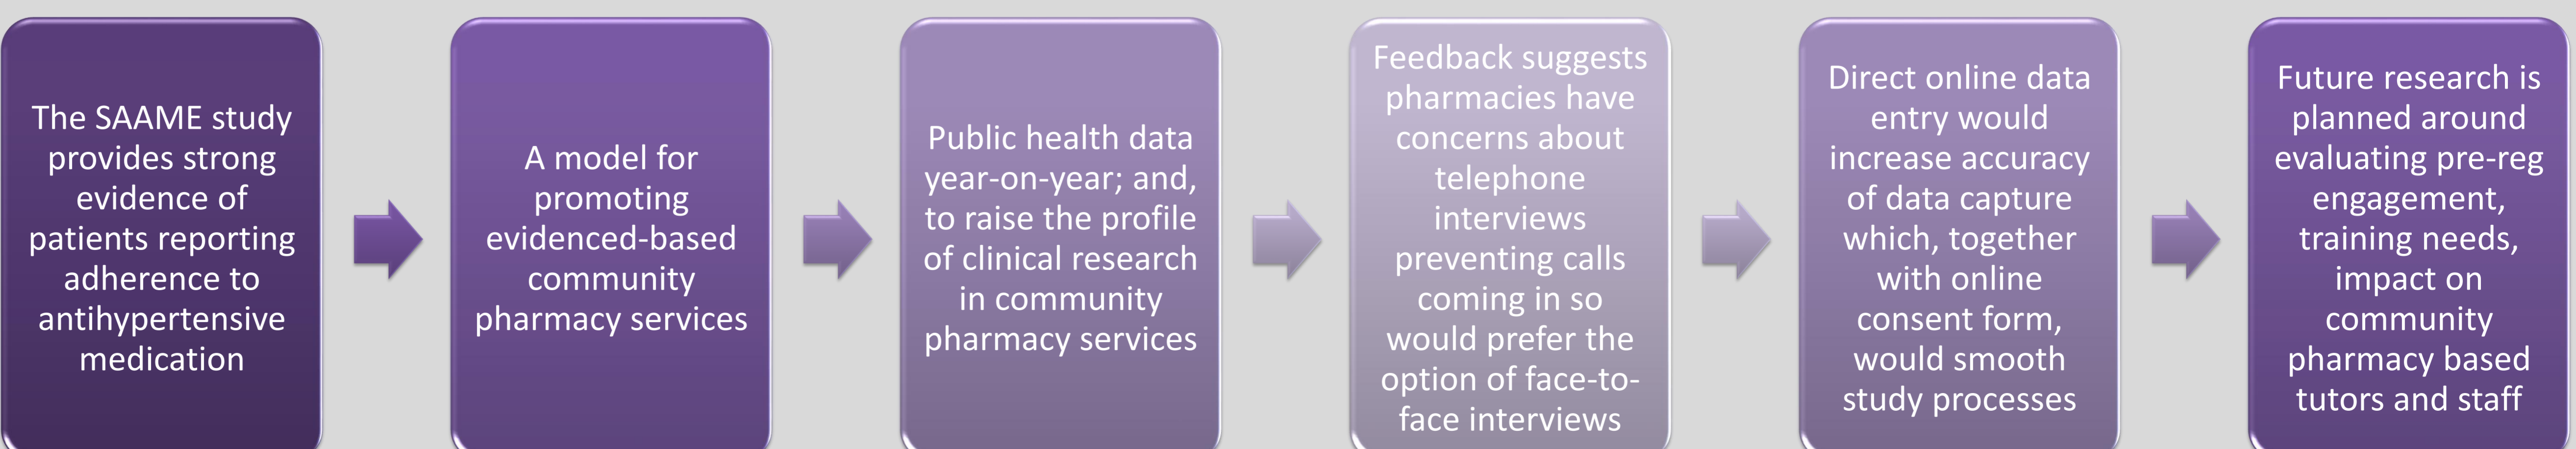 The SAAME study
provides strong
evidence of
patients reporting
adherence to
antihypertensive
medication
A model for
promoting
evidenced-based
community
pharmacy services
Public health data
year-on-year; and,
to raise the profile
of clinical research
in community
pharmacy services
Feedback suggests
pharmacies have
concerns about
telephone
interviews
preventing calls
coming in so
would prefer the
option of face-to-
face interviews
Direct online data
entry would
increase accuracy
of data capture
which, together
with online
consent form,
would smooth
study processes
Future research is
planned around
evaluating pre-reg
engagement,
training needs,
impact on
community
pharmacy based
tutors and staff